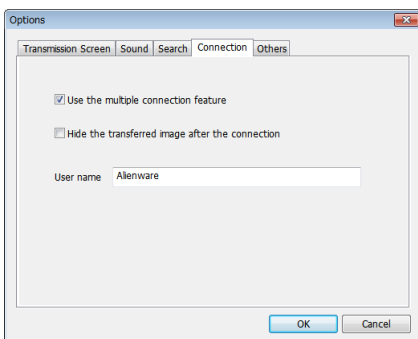 Options
Transmission Screen Sound Search Connection Others
Use the multiple connection feature
Hide the transferred image after the connection
User name Alienware
OK Cancel